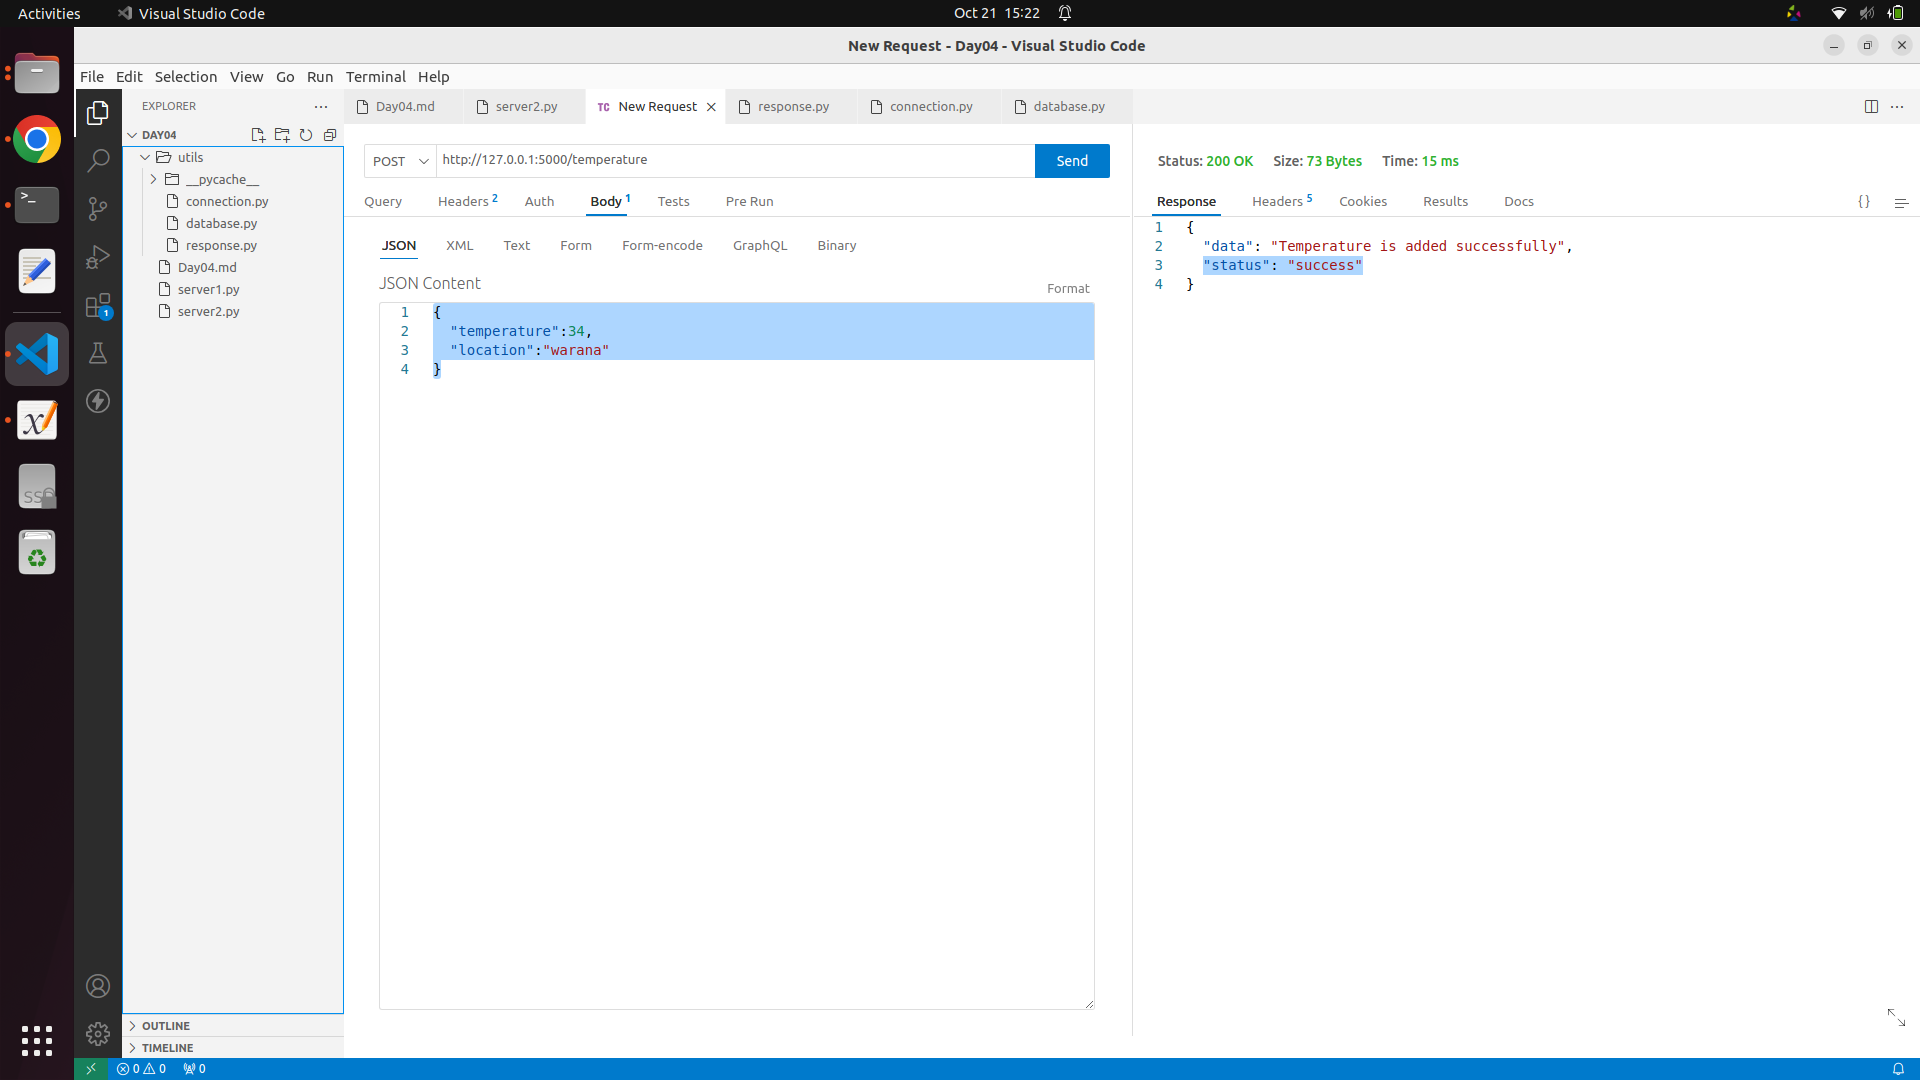 Activities
Visual Studio Code
Oct 21 15:22
New Request - Day04 - Visual Studio Code
File Edit Selection View Go Run Terminal Help
EXPLORER
Day04.md
server2.py
TC New Request
response.py
connection.py
database.py
DAY04
utils
__pycache__
connection.py
database.py
response.py
Day04.md
server1.py
server2.py
OUTLINE
TIMELINE
POST
http://127.0.0.1:5000/temperature
Send
Query Headers 2 Auth Body 1 Tests Pre Run
JSON XML Text Form Form-encode GraphQL Binary
JSON Content
Format
1 {
2 "temperature":34,
3 "location":"warana"
4 }
Status: 200 OK Size: 73 Bytes Time: 15 ms
Response Headers 5 Cookies Results Docs
{ }
1 {
2 "data": "Temperature is added successfully",
3 "status": "success"
4 }
1
SSD
0 0 0